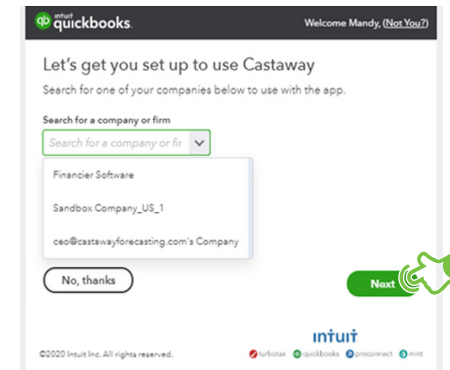 intuit
quickbooks.
Welcome Mandy, (Not You?)
Let's get you set up to use Castaway
Search for one of your companies below to use with the app.
Search for a company or firm
Search for a company or fir
Financier Software
Sandbox Company_US_1
ceo@castawayforecasting.com's Company
No, thanks
Next
intuit
©2020 Intuit Inc. All rights reserved.
turbotax quickbooks proconnect mint